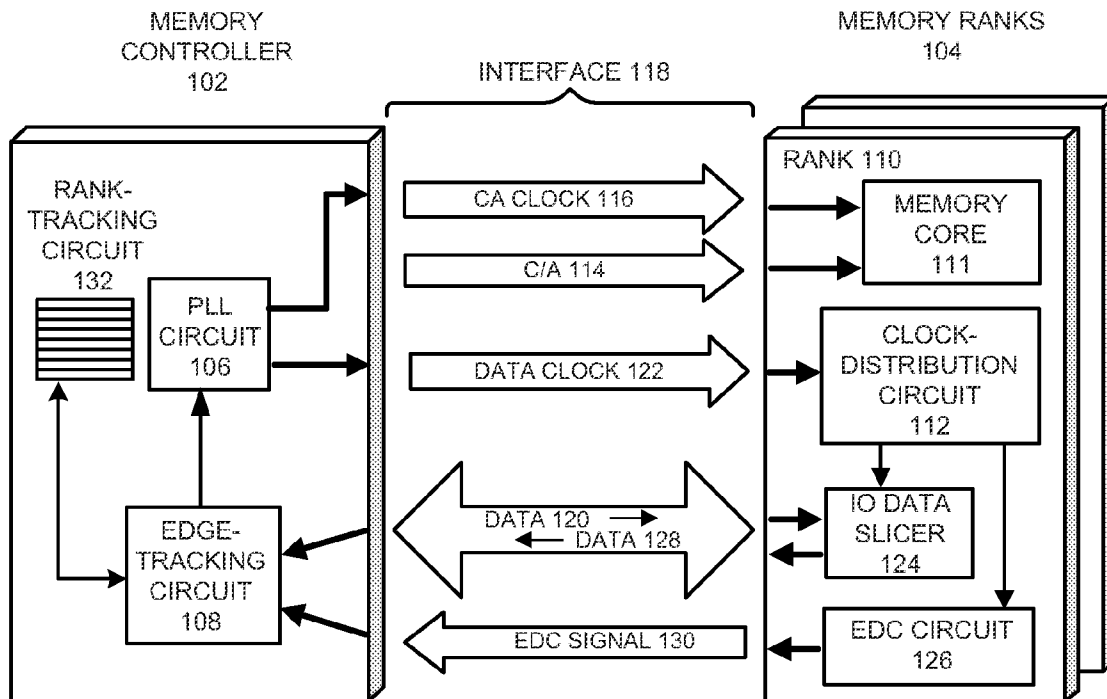 MEMORY
CONTROLLER
102
INTERFACE 118
MEMORY RANKS
104
RANK-
TRACKING
CIRCUIT
132
PLL
CIRCUIT
106
EDGE-
TRACKING
CIRCUIT
108
CA CLOCK 116
C/A 114
DATA CLOCK 122
DATA 120
DATA 128
EDC SIGNAL 130
RANK 110
MEMORY
CORE
111
CLOCK-
DISTRIBUTION
CIRCUIT
112
IO DATA
SLICER
124
EDC CIRCUIT
126